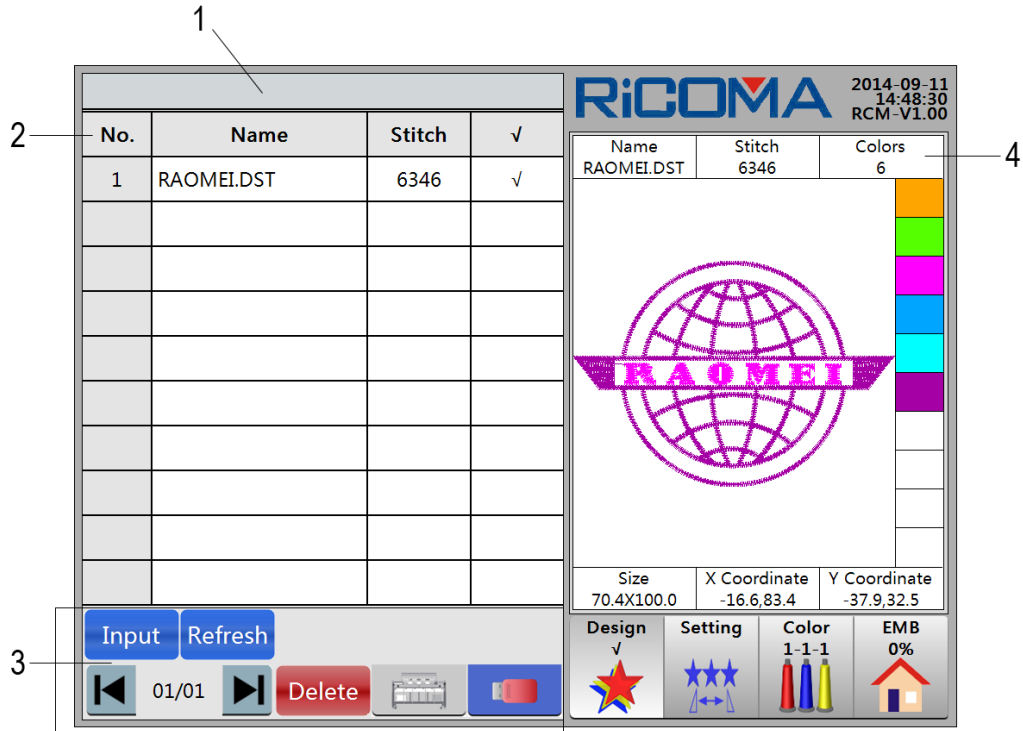 1
2
3
4
No. Name Stitch √
1 RAOMEI.DST 6346 √
Input Refresh
01/01 Delete
RiCOMA
2014-09-11
14:48:30
RCM-V1.00
Name Stitch Colors
RAOMEI.DST 6346 6
RAOMEI
Size X Coordinate Y Coordinate
70.4X100.0 -16.6,83.4 -37.9,32.5
Design Setting Color EMB
√ 1-1-1 0%